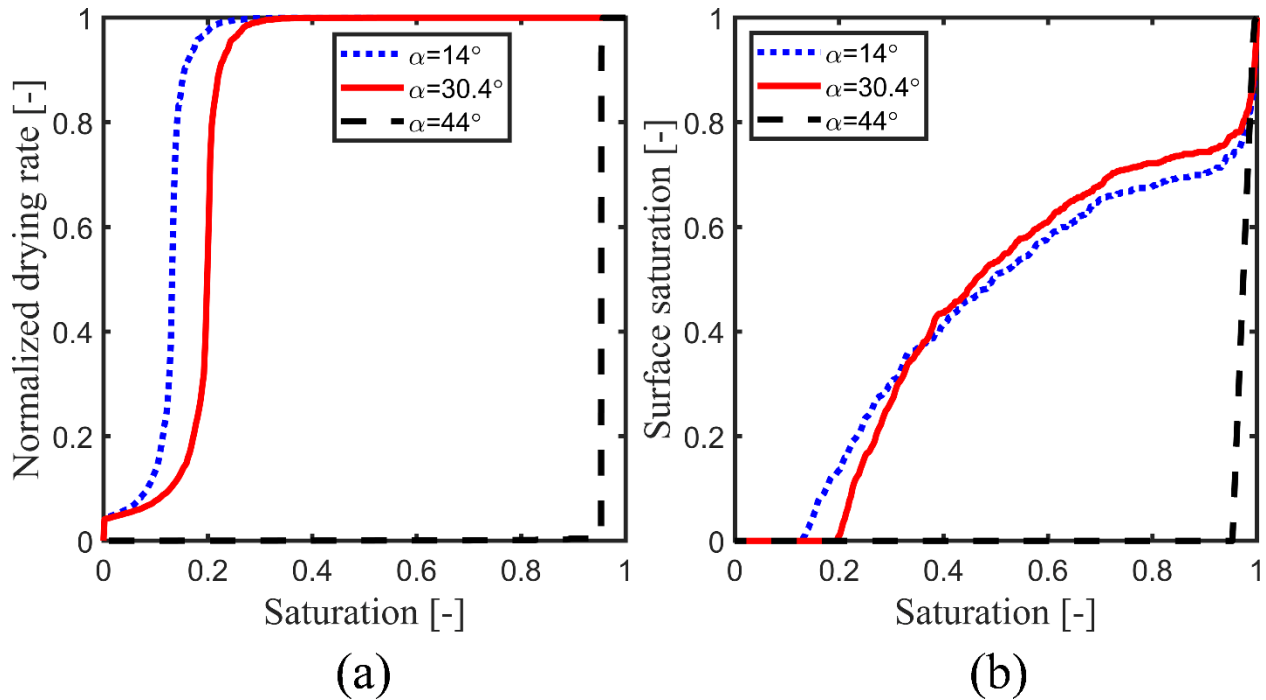 1
0.8
0.6
0.4
0.2
0
Normalized drying rate [-]
α=14°
α=30.4°
α=44°
0 0.2 0.4 0.6 0.8 1
Saturation [-]
(a)
1
0.8
0.6
0.4
0.2
0
Surface saturation [-]
α=14°
α=30.4°
α=44°
0 0.2 0.4 0.6 0.8 1
Saturation [-]
(b)